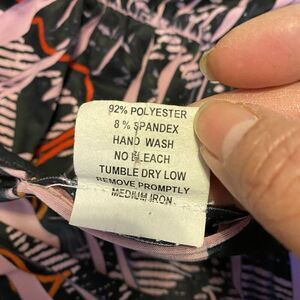 92% POLYESTER
8 % SPANDEX
HAND WASH
NO BLEACH
TUMBLE DRY LOW
REMOVE PROMPTLY
MEDIUM IRON